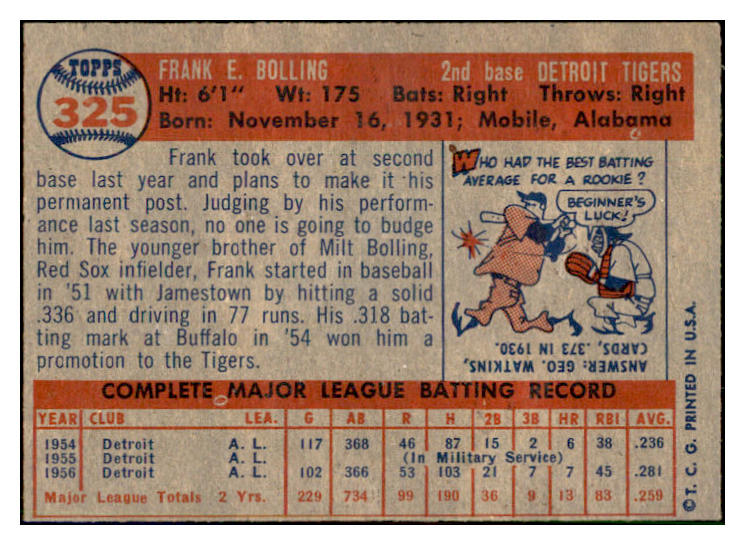 TOPPS
325
FRANK E. BOLLING 2nd base DETROIT TIGERS
Ht: 6'1" Wt: 175 Bats: Right Throws: Right
Born: November 16, 1931; Mobile, Alabama
Frank took over at second
base last year and plans to make it his
permanent post. Judging by his perform-
ance last season, no one is going to budge
him. The younger brother of Milt Bolling,
Red Sox infielder, Frank started in baseball
in '51 with Jamestown by hitting a solid
.336 and driving in 77 runs. His .318 bat-
ting mark at Buffalo in '54 won him a
promotion to the Tigers.
WHO HAD THE BEST BATTING
AVERAGE FOR A ROOKIE?
BEGINNER'S
LUCK!
ANSWER: GEO. WATKINS,
CARDS, .373 IN 1930.
COMPLETE MAJOR LEAGUE BATTING RECORD
YEAR CLUB LEA. G AB R H 2B 3B HR RBI AVG.
1954 Detroit A. L. 117 368 46 87 15 2 6 38 .236
1955 Detroit A. L. (In Military Service)
1956 Detroit A. L. 102 366 53 103 21 7 7 45 .281
Major League Totals 2 Yrs. 229 734 99 190 36 9 13 83 .259
© T. C. G. PRINTED IN U.S.A.